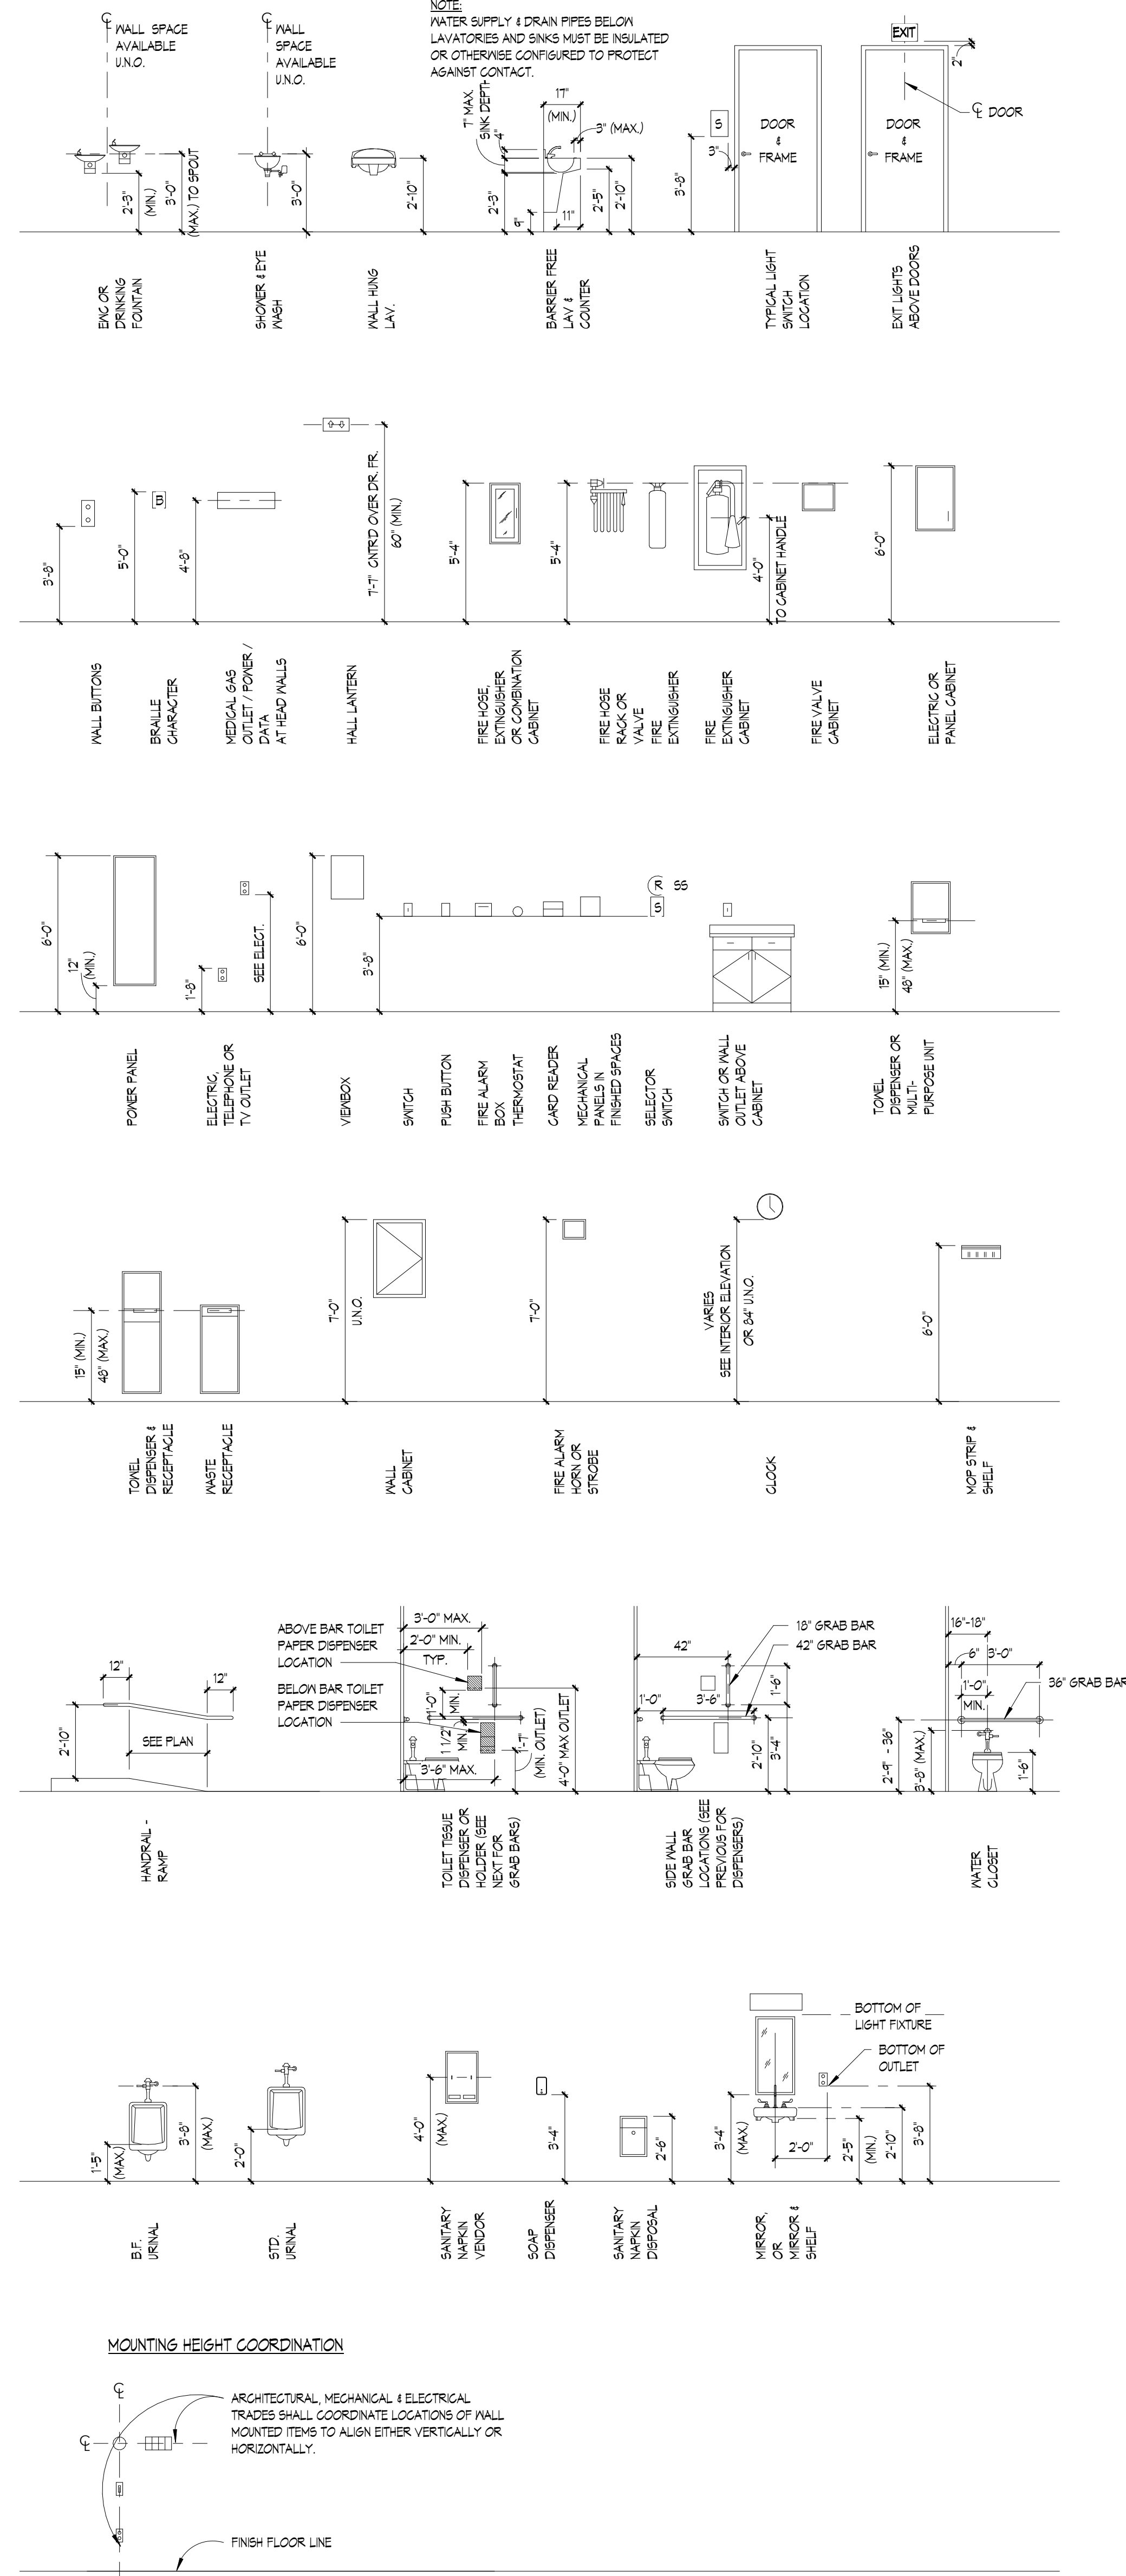 NOTE:
WATER SUPPLY & DRAIN PIPES BELOW
LAVATORIES AND SINKS MUST BE INSULATED
OR OTHERWISE CONFIGURED TO PROTECT
AGAINST CONTACT.
℄ WALL SPACE
AVAILABLE
U.N.O.
℄ WALL
SPACE
AVAILABLE
U.N.O.
2'-3"
(MIN.)
3'-0"
(MAX.) TO SPOUT
3'-0"
2'-10"
7" MAX.
SINK DEPTH
4"
17"
(MIN.)
3" (MAX.)
2'-3"
9"
11"
2'-5"
2'-10"
3'-8"
S
3"
DOOR
&
FRAME
EXIT
2"
℄ DOOR
DOOR
&
FRAME
EWC OR
DRINKING
FOUNTAIN
SHOWER & EYE
WASH
WALL HUNG
LAV.
BARRIER FREE
LAV &
COUNTER
TYPICAL LIGHT
SWITCH
LOCATION
EXIT LIGHTS
ABOVE DOORS
3'-8"
5'-0"
B
4'-8"
7'-7" CNTR'D OVER DR. FR.
60" (MIN.)
5'-4"
5'-4"
4'-0"
TO CABINET HANDLE
6'-0"
WALL BUTTONS
BRAILLE
CHARACTER
MEDICAL GAS
OUTLET / POWER /
DATA
AT HEAD WALLS
HALL LANTERN
FIRE HOSE,
EXTINGUISHER
OR COMBINATION
CABINET
FIRE HOSE
RACK OR
VALVE
FIRE
EXTINGUISHER
FIRE
EXTINGUISHER
CABINET
FIRE VALVE
CABINET
ELECTRIC OR
PANEL CABINET
6'-0"
12"
(MIN.)
1'-8"
SEE ELECT.
6'-0"
3'-8"
R SS
S
15" (MIN.)
48" (MAX.)
POWER PANEL
ELECTRIC,
TELEPHONE OR
TV OUTLET
VIEWBOX
SWITCH
PUSH BUTTON
FIRE ALARM
BOX
THERMOSTAT
CARD READER
MECHANICAL
PANELS IN
FINISHED SPACES
SELECTOR
SWITCH
SWITCH OR WALL
OUTLET ABOVE
CABINET
TOWEL
DISPENSER OR
MULTI-
PURPOSE UNIT
15" (MIN.)
48" (MAX.)
7'-0"
U.N.O.
7'-0"
VARIES
SEE INTERIOR ELEVATION
OR 84" U.N.O.
6'-0"
TOWEL
DISPENSER &
RECEPTACLE
WASTE
RECEPTACLE
WALL
CABINET
FIRE ALARM
HORN OR
STROBE
CLOCK
MOP STRIP &
SHELF
12"
12"
2'-10"
SEE PLAN
ABOVE BAR TOILET
PAPER DISPENSER
LOCATION
BELOW BAR TOILET
PAPER DISPENSER
LOCATION
3'-0" MAX.
2'-0" MIN.
TYP.
1'-0"
MIN.
1 1/2"
MIN.
3'-6" MAX.
1'-7"
(MIN. OUTLET)
4'-0" MAX OUTLET
42"
18" GRAB BAR
42" GRAB BAR
1'-0"
3'-6"
1'-6"
2'-10"
3'-4"
16"-18"
6" 3'-0"
36" GRAB BAR
1'-0"
MIN.
2'-9" - 36"
3'-8" (MAX.)
1'-6"
HANDRAIL -
RAMP
TOILET TISSUE
DISPENSER OR
HOLDER (SEE
NEXT FOR
GRAB BARS)
SIDE WALL
GRAB BAR
LOCATIONS (SEE
PREVIOUS FOR
DISPENSERS)
WATER
CLOSET
1'-5"
(MAX.)
3'-8"
(MAX.)
2'-0"
4'-0"
(MAX.)
3'-4"
2'-6"
BOTTOM OF
LIGHT FIXTURE
BOTTOM OF
OUTLET
3'-4"
(MAX.)
2'-0"
2'-5"
(MIN.)
2'-10"
3'-8"
B.F.
URINAL
STD.
URINAL
SANITARY
NAPKIN
VENDOR
SOAP
DISPENSER
SANITARY
NAPKIN
DISPOSAL
MIRROR,
OR
MIRROR &
SHELF
MOUNTING HEIGHT COORDINATION
℄
℄
ARCHITECTURAL, MECHANICAL & ELECTRICAL
TRADES SHALL COORDINATE LOCATIONS OF WALL
MOUNTED ITEMS TO ALIGN EITHER VERTICALLY OR
HORIZONTALLY.
FINISH FLOOR LINE